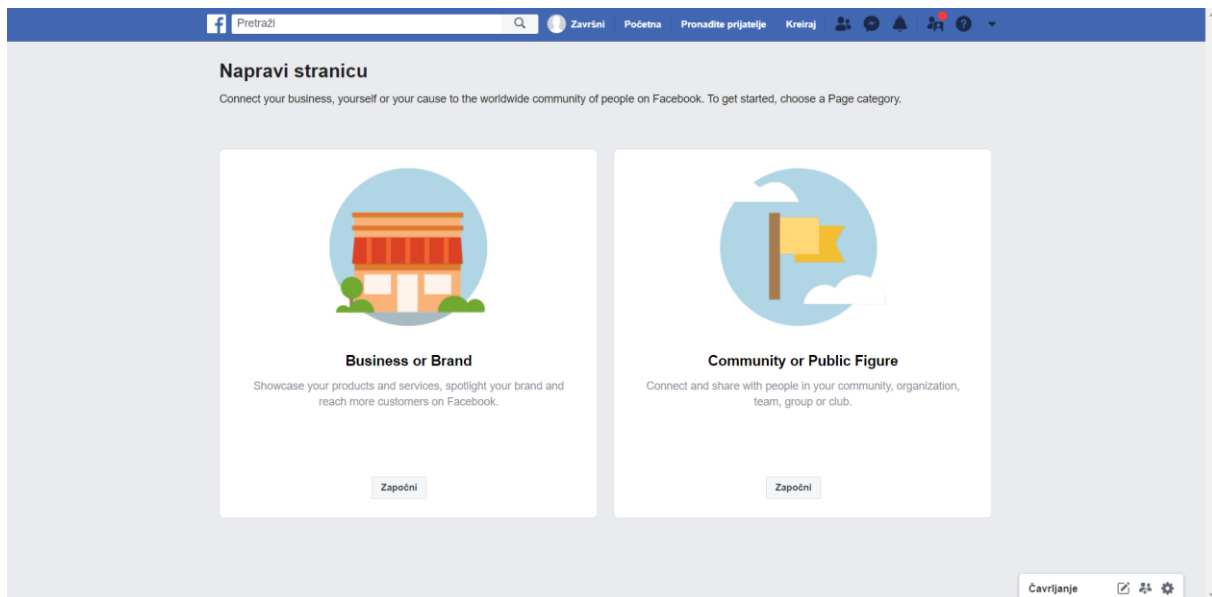 Pretraži
Završni Početna Pronađite prijatelje Kreiraj
Napravi stranicu
Connect your business, yourself or your cause to the worldwide community of people on Facebook. To get started, choose a Page category.
Business or Brand
Showcase your products and services, spotlight your brand and
reach more customers on Facebook.
Započni
Community or Public Figure
Connect and share with people in your community, organization,
team, group or club.
Započni
Čavrljanje